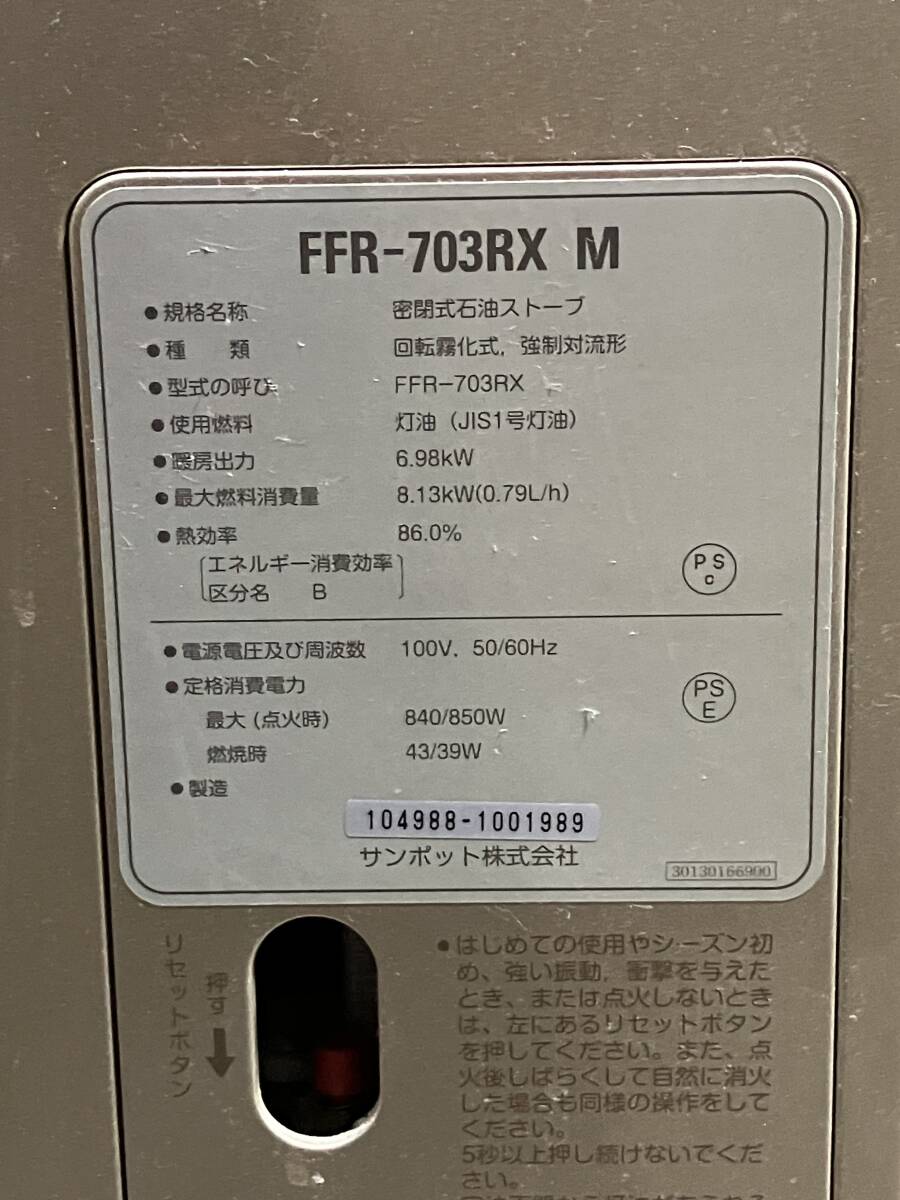 FFR-703RX M
●規格名称 密閉式石油ストーブ
●種 類 回転霧化式，強制対流形
●型式の呼び FFR-703RX
●使用燃料 灯油（JIS1号灯油）
●暖房出力 6.98kW
●最大燃料消費量 8.13kW(0.79L/h)
●熱効率 86.0%
エネルギー消費効率
区分名 B
PS
C
●電源電圧及び周波数 100V，50/60Hz
●定格消費電力
PS
E
最大(点火時) 840/850W
燃焼時 43/39W
●製造
104988-1001989
サンポット株式会社
30130166900
リセットボタン
押す
●はじめての使用やシーズン初
め、強い振動，衝撃を与えた
とき、または点火しないとき
は、左にあるリセットボタン
を押してください。また、点
火後しばらくして自然に消火
した場合も同様の操作をして
ください。
5秒以上押し続けないでくだ
さい。